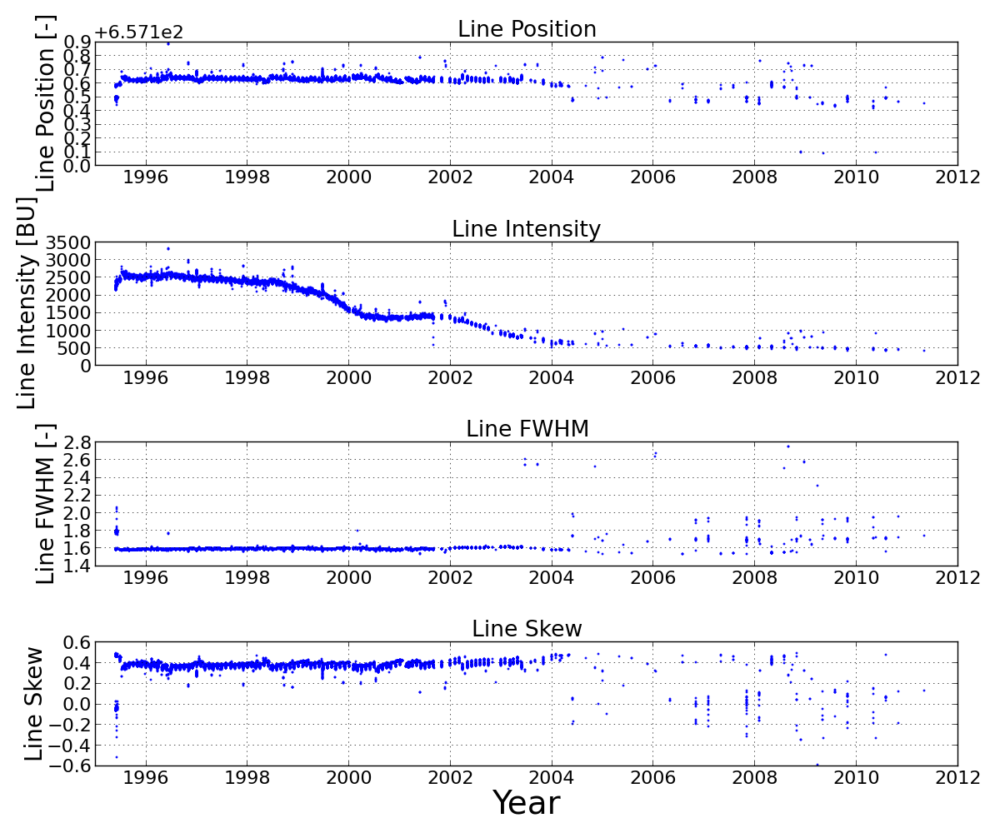 Line Position
+6.571e2
Line Position [-]
0.9
0.8
0.7
0.6
0.5
0.4
0.3
0.2
0.1
0.0
1996 1998 2000 2002 2004 2006 2008 2010 2012
Line Intensity
Line Intensity [BU]
3500
3000
2500
2000
1500
1000
500
0
1996 1998 2000 2002 2004 2006 2008 2010 2012
Line FWHM
Line FWHM [-]
2.8
2.6
2.4
2.2
2.0
1.8
1.6
1.4
1996 1998 2000 2002 2004 2006 2008 2010 2012
Line Skew
Line Skew
0.6
0.4
0.2
0.0
−0.2
−0.4
−0.6
1996 1998 2000 2002 2004 2006 2008 2010 2012
Year